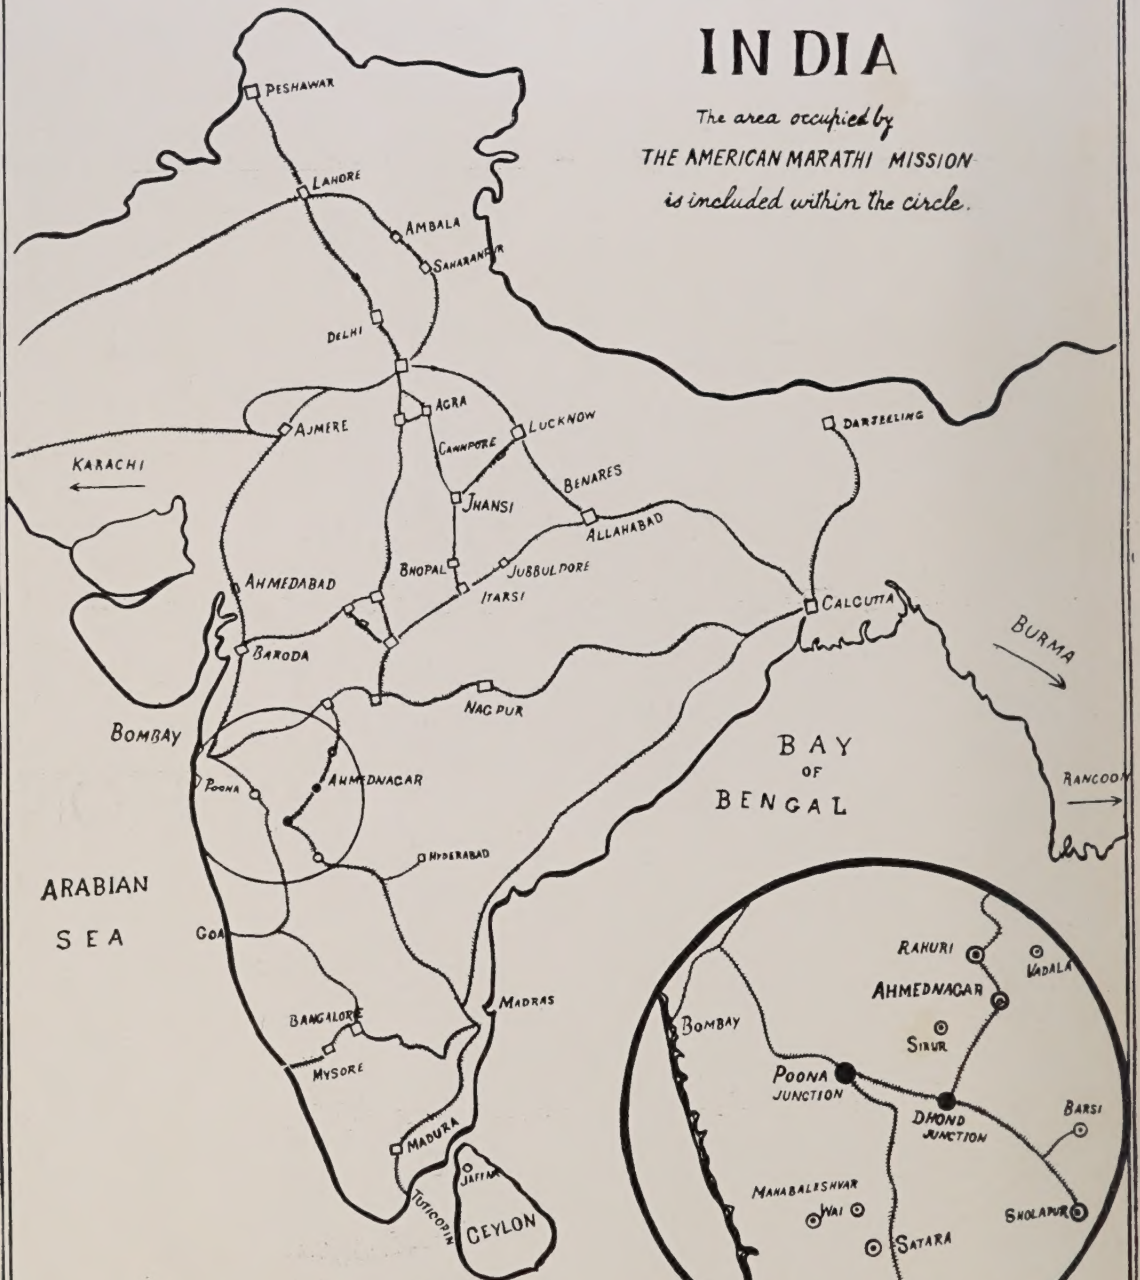 INDIA
The area occupied by
THE AMERICAN MARATHI MISSION
is included within the circle.
PESHAWAR
LAHORE
AMBALA
SAHARANPUR
DELHI
AGRA
AJMERE
LUCKNOW
DARJEELING
CAWNPORE
KARACHI
BENARES
JHANSI
ALLAHABAD
BHOPAL
JUBBULPORE
AHMEDABAD
ITARSI
CALCUTTA
BURMA
BARODA
NAGPUR
BOMBAY
BAY
OF
BENGAL
AHMEDNAGAR
POONA
RANGOON
HYDERABAD
ARABIAN
SEA
GOA
MADRAS
BANGALORE
MYSORE
MADURA
JAFFNA
TUTICORIN
CEYLON
RAHURI
VADALA
AHMEDNAGAR
BOMBAY
SIRUR
POONA
JUNCTION
DHOND
JUNCTION
BARSI
MAHABALESHVAR
WAI
SHOLAPUR
SATARA